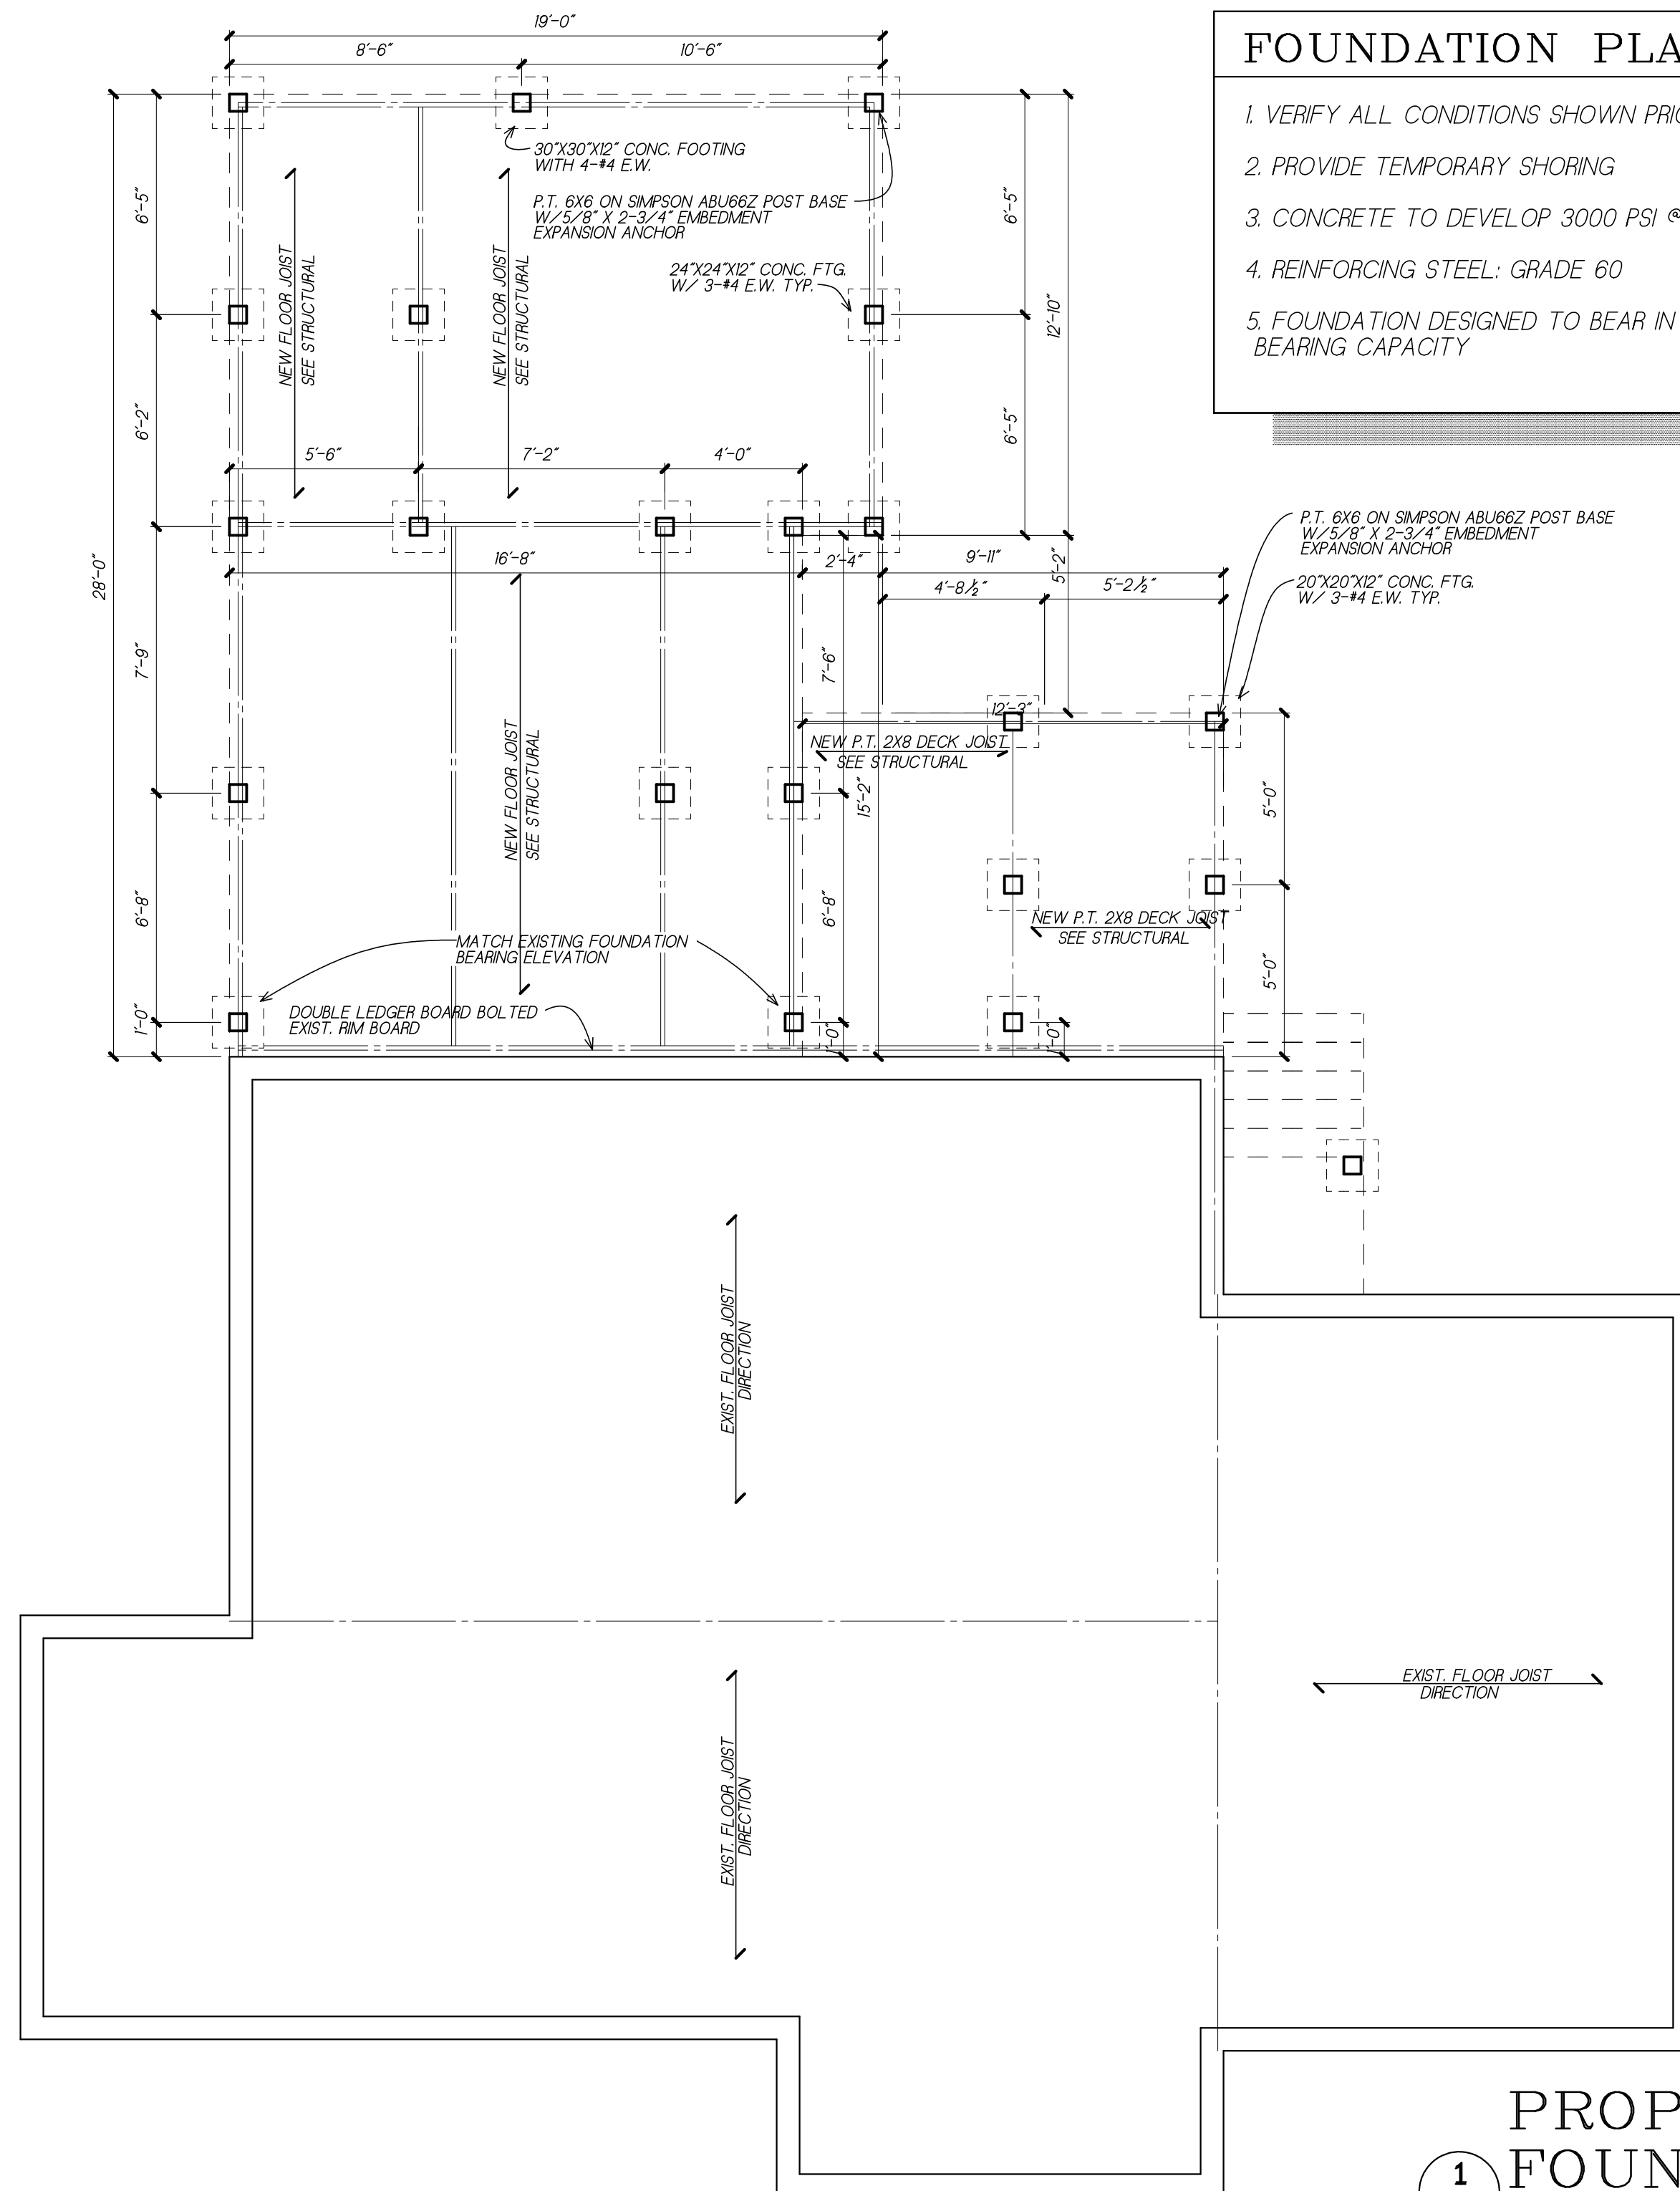 19'-0"
8'-6"
10'-6"
FOUNDATION PLA
1. VERIFY ALL CONDITIONS SHOWN PRIO
2. PROVIDE TEMPORARY SHORING
3. CONCRETE TO DEVELOP 3000 PSI @
4. REINFORCING STEEL: GRADE 60
5. FOUNDATION DESIGNED TO BEAR IN
BEARING CAPACITY
30"X30"X12" CONC. FOOTING
WITH 4-#4 E.W.
P.T. 6X6 ON SIMPSON ABU66Z POST BASE
W/5/8" X 2-3/4" EMBEDMENT
EXPANSION ANCHOR
24"X24"X12" CONC. FTG.
W/ 3-#4 E.W. TYP.
6'-5"
6'-5"
12'-10"
NEW FLOOR JOIST
SEE STRUCTURAL
NEW FLOOR JOIST
SEE STRUCTURAL
6'-2"
6'-5"
5'-6"
7'-2"
4'-0"
28'-0"
16'-8"
2'-4"
9'-11"
5'-2"
4'-8½"
5'-2½"
P.T. 6X6 ON SIMPSON ABU66Z POST BASE
W/5/8" X 2-3/4" EMBEDMENT
EXPANSION ANCHOR
20"X20"X12" CONC. FTG.
W/ 3-#4 E.W. TYP.
7'-9"
7'-6"
12'-3"
NEW P.T. 2X8 DECK JOIST
SEE STRUCTURAL
NEW FLOOR JOIST
SEE STRUCTURAL
15'-2"
5'-0"
6'-8"
6'-8"
NEW P.T. 2X8 DECK JOIST
SEE STRUCTURAL
MATCH EXISTING FOUNDATION
BEARING ELEVATION
5'-0"
DOUBLE LEDGER BOARD BOLTED
EXIST. RIM BOARD
1'-0"
1'-0"
1'-0"
EXIST. FLOOR JOIST
DIRECTION
EXIST. FLOOR JOIST
DIRECTION
EXIST. FLOOR JOIST
DIRECTION
PROP
1
FOUN